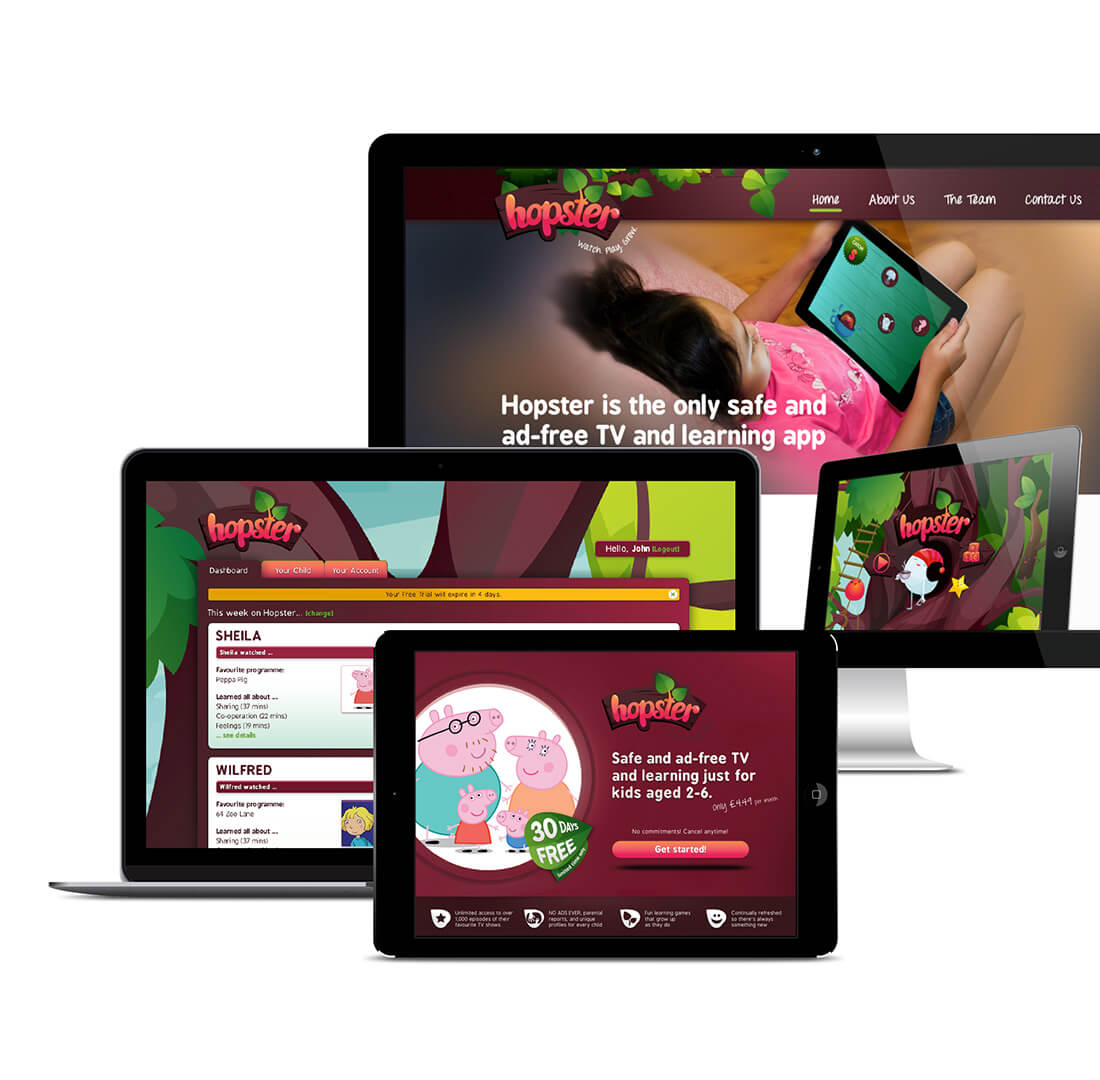 Home
About Us
The Team
Contact Us
hopster
Watch. Play. Grow.
Catch
S
Hopster is the only safe and
ad-free TV and learning app
hopster
hopster
Hello, John (Logout)
Dashboard
Your Child
Your Account
Your Free Trial will expire in 4 days.
This week on Hopster... (change)
SHEILA
Sheila watched ...
Favourite programme:
Peppa Pig
Learned all about ...
Sharing (37 mins)
Co-operation (22 mins)
Feelings (19 mins)
... see details
WILFRED
Wilfred watched ...
Favourite programme:
64 Zoo Lane
Learned all about ...
Sharing (37 mins)
hopster
Safe and ad-free TV
and learning just for
kids aged 2-6.
Only £4.49 per month
30 DAYS
FREE
limited time only
No commitments! Cancel anytime!
Get started!
Unlimited access to over
1,000 episodes of their
favourite TV shows
NO ADS EVER, parental
reports, and unique
profiles for every child
Fun learning games
that grow up
as they do
Continually refreshed
so there's always
something new